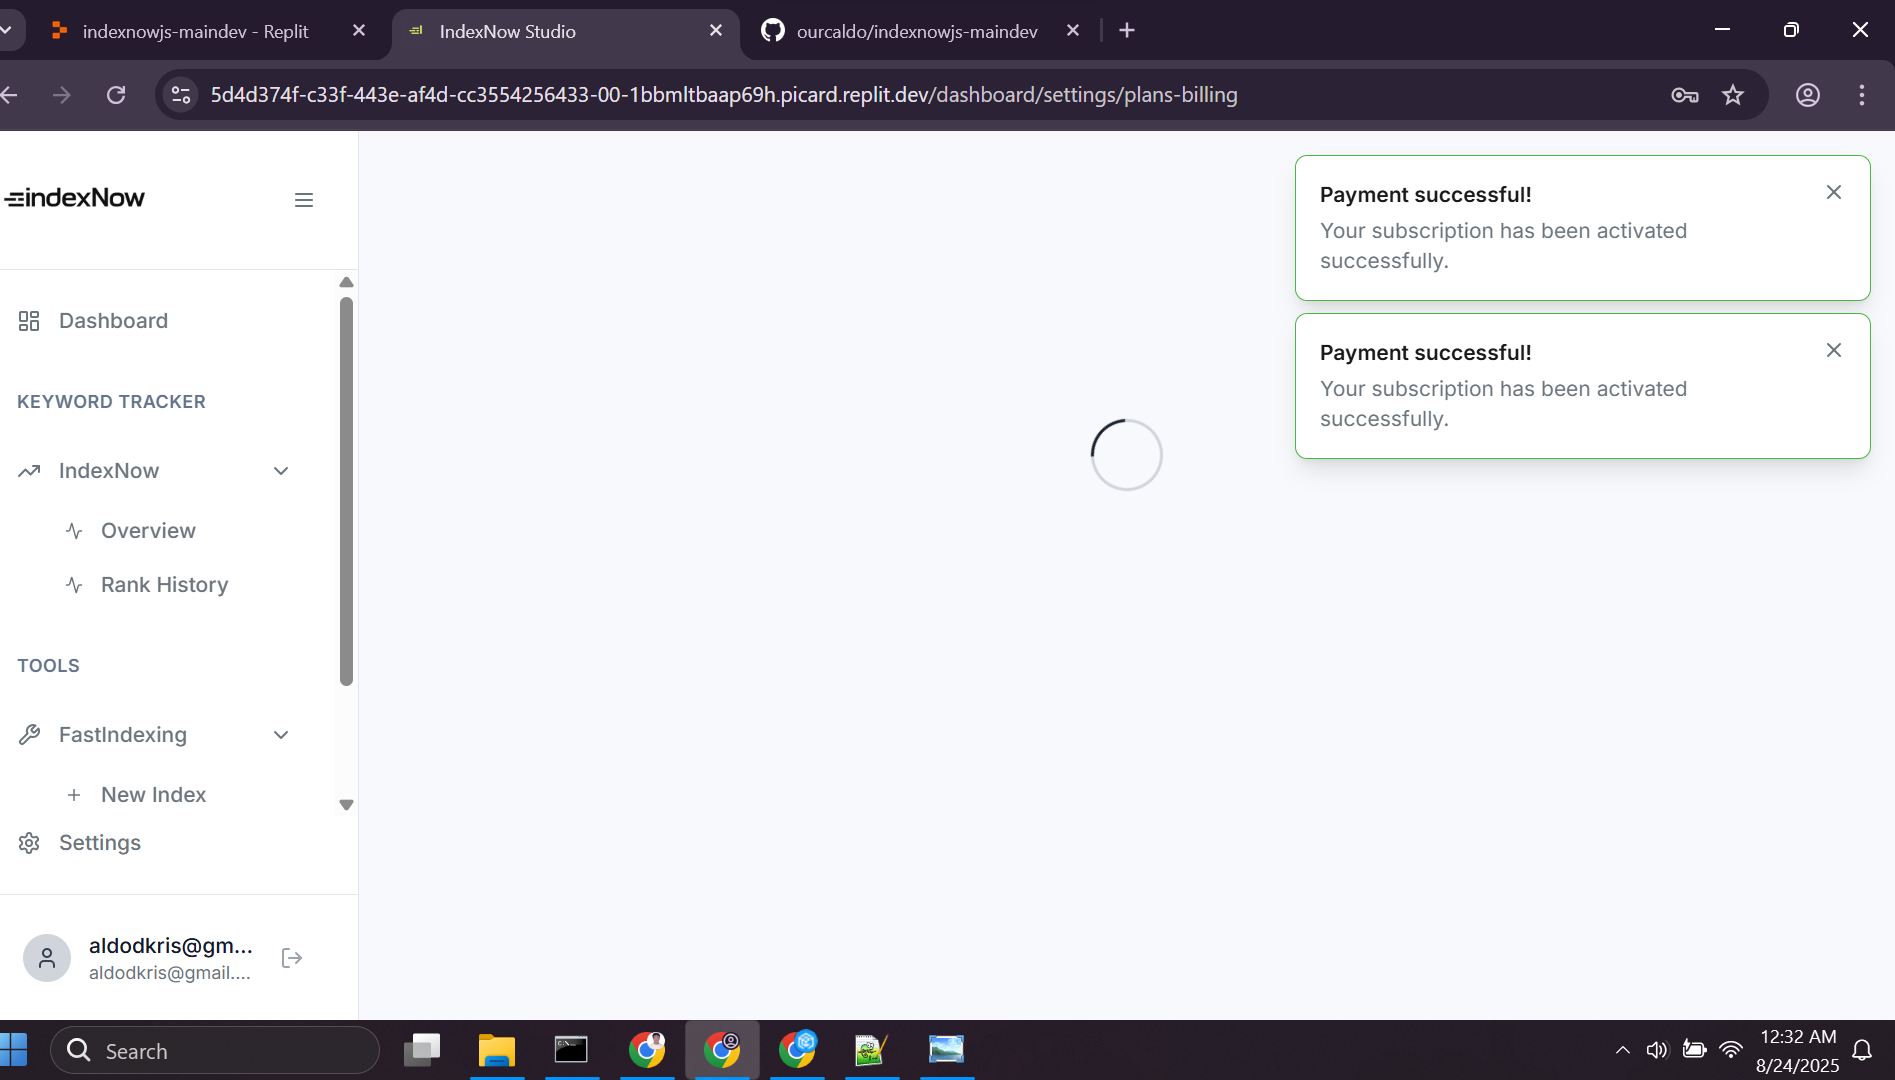 indexnowjs-maindev - Replit
IndexNow Studio
ourcaldo/indexnowjs-maindev
5d4d374f-c33f-443e-af4d-cc3554256433-00-1bbmltbaap69h.picard.replit.dev/dashboard/settings/plans-billing
indexNow
Dashboard
KEYWORD TRACKER
IndexNow
Overview
Rank History
TOOLS
FastIndexing
New Index
Settings
aldodkris@gm...
aldodkris@gmail....
Payment successful!
Your subscription has been activated
successfully.
Payment successful!
Your subscription has been activated
successfully.
Search
12:32 AM
8/24/2025